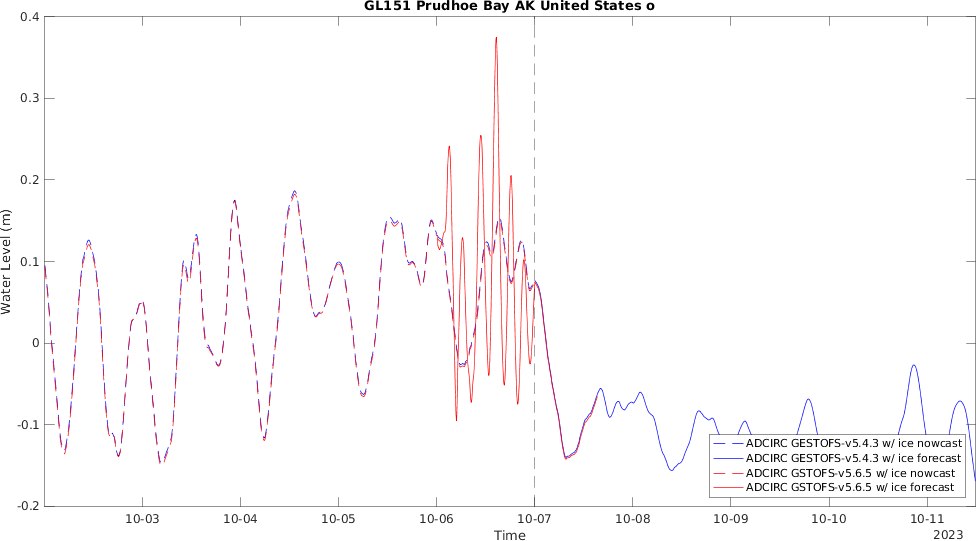 GL151 Prudhoe Bay AK United States o
0.4
0.3
0.2
0.1
0
-0.1
-0.2
Water Level (m)
ADCIRC GESTOFS-v5.4.3 w/ ice nowcast
ADCIRC GESTOFS-v5.4.3 w/ ice forecast
ADCIRC GSTOFS-v5.6.5 w/ ice nowcast
ADCIRC GSTOFS-v5.6.5 w/ ice forecast
10-03 10-04 10-05 10-06 10-07 10-08 10-09 10-10 10-11
Time
2023